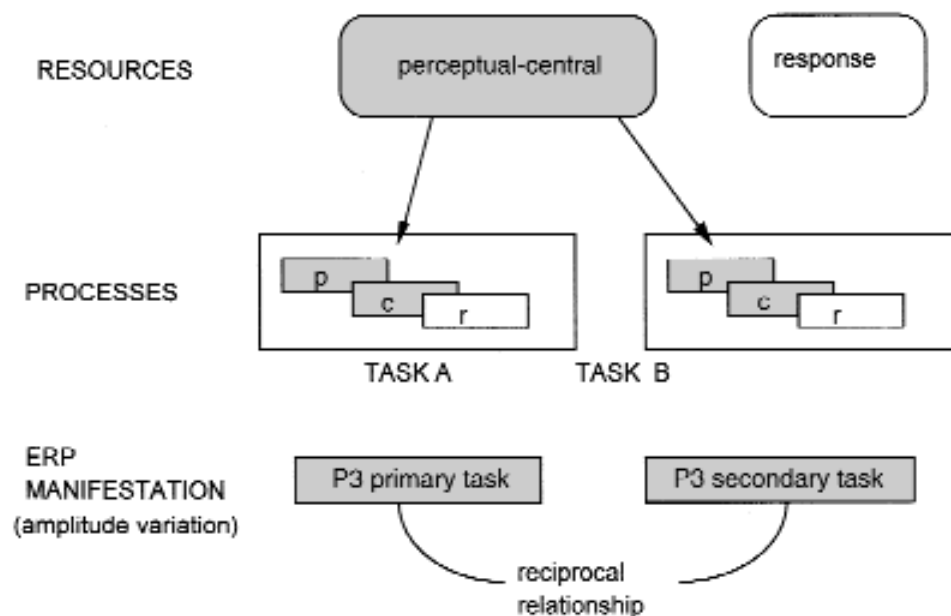 RESOURCES
perceptual-central
response
PROCESSES
p
c
r
p
c
r
TASK A
TASK B
ERP
MANIFESTATION
(amplitude variation)
P3 primary task
P3 secondary task
reciprocal
relationship